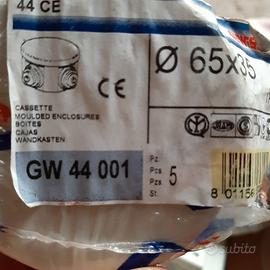 44 CE
Ø 65x35
CE
CASSETTE
MOULDED ENCLOSURES
BOITES
CAJAS
WANDKASTEN
GW 44 001
Pz.
Pcs.
Pzs.
St.
5
8 01156
subito